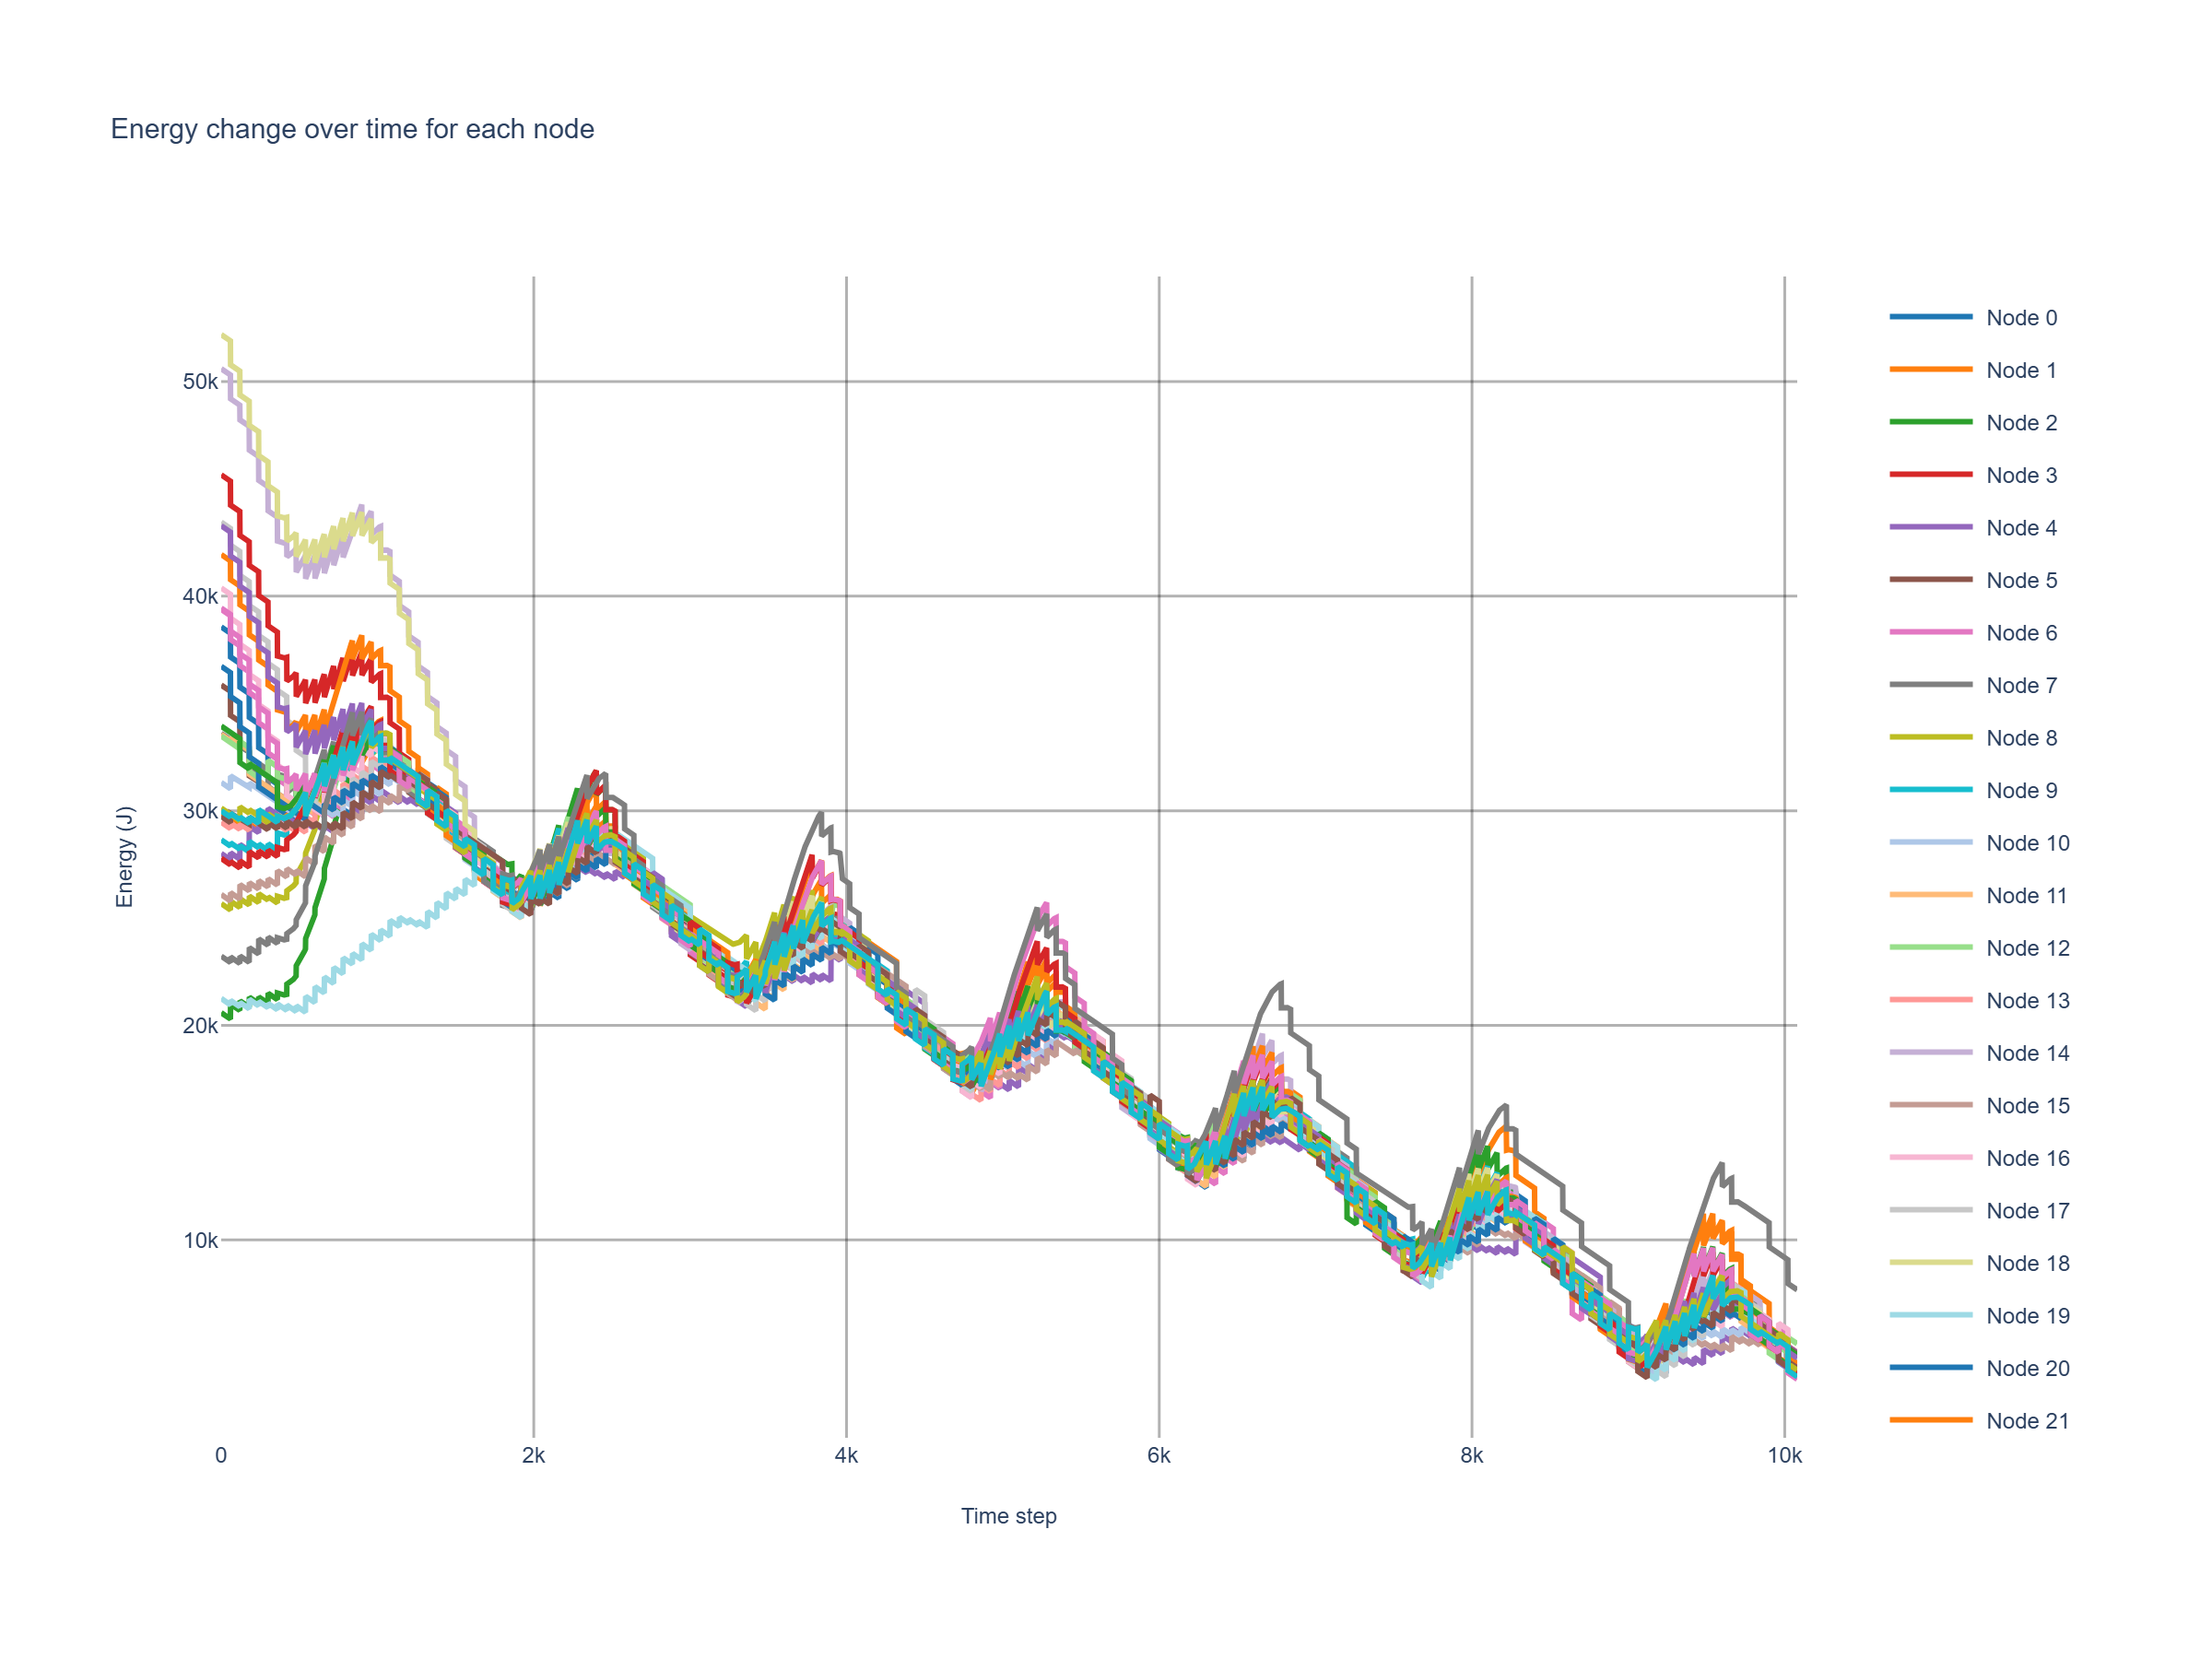 Energy change over time for each node
Energy (J)
50k
40k
30k
20k
10k
0
2k
4k
6k
8k
10k
Time step
Node 0
Node 1
Node 2
Node 3
Node 4
Node 5
Node 6
Node 7
Node 8
Node 9
Node 10
Node 11
Node 12
Node 13
Node 14
Node 15
Node 16
Node 17
Node 18
Node 19
Node 20
Node 21